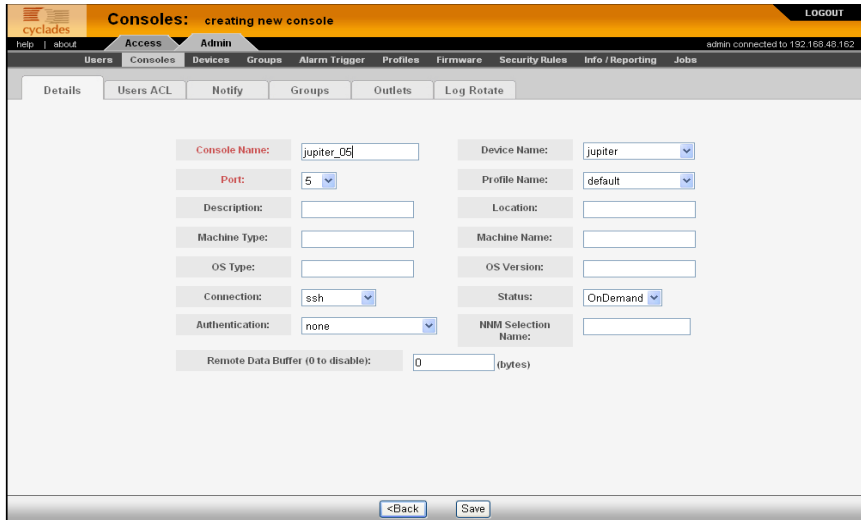 LOGOUT
cyclades
Consoles: creating new console
help | about
Access Admin
admin connected to 192.168.48.162
Users Consoles Devices Groups Alarm Trigger Profiles Firmware Security Rules Info / Reporting Jobs
Details Users ACL Notify Groups Outlets Log Rotate
Console Name: jupiter_05 Device Name: jupiter
Port: 5 Profile Name: default
Description: Location:
Machine Type: Machine Name:
OS Type: OS Version:
Connection: ssh Status: OnDemand
Authentication: none NNM Selection
Name:
Remote Data Buffer (0 to disable): 0 (bytes)
<Back Save